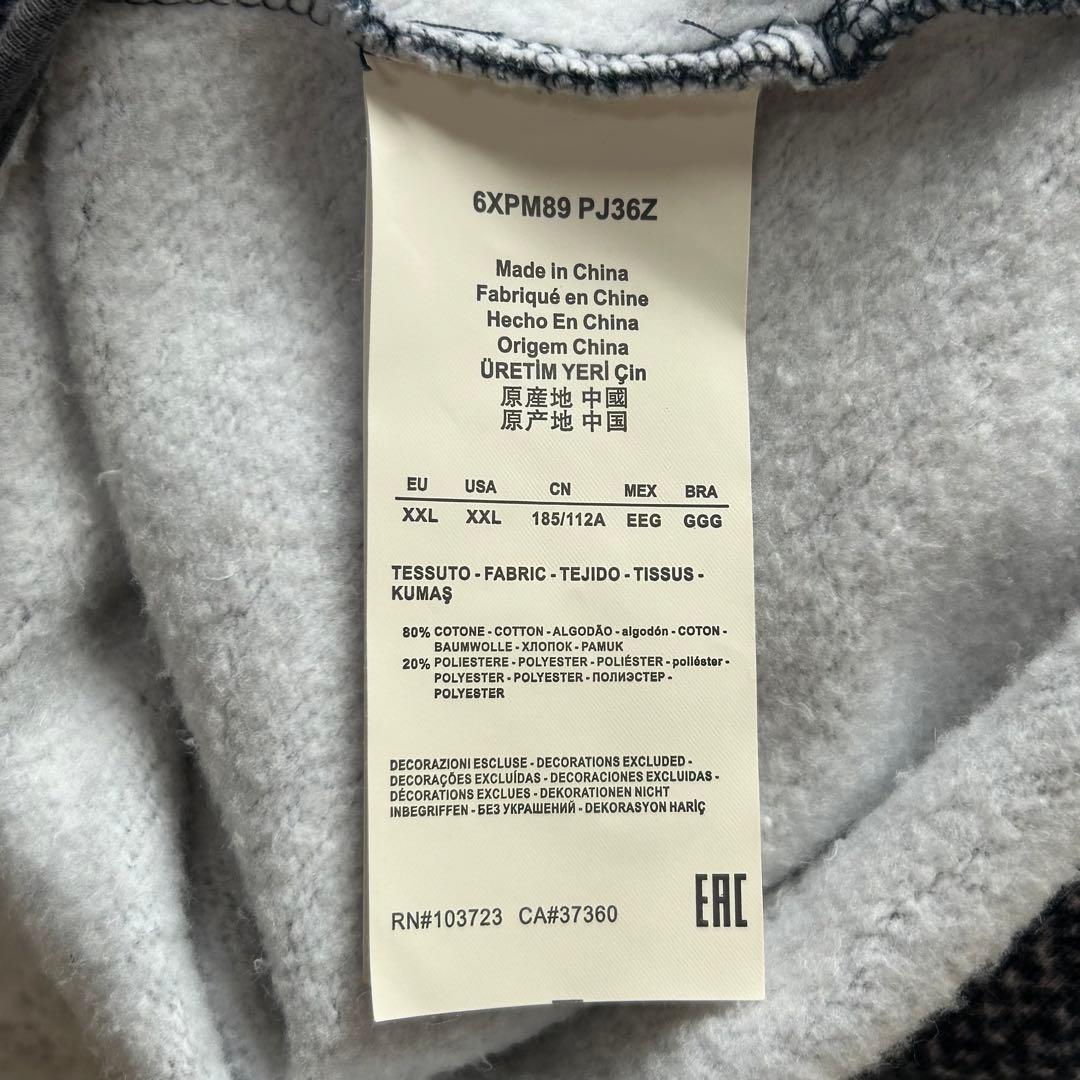 6XPM89 PJ36Z
Made in China
Fabriqué en Chine
Hecho En China
Origem China
ÜRETİM YERİ Çin
原產地 中國
原产地 中国
EU USA CN MEX BRA
XXL XXL 185/112A EEG GGG
TESSUTO - FABRIC - TEJIDO - TISSUS -
KUMAŞ
80% COTONE - COTTON - ALGODÃO - algodón - COTON -
BAUMWOLLE - ХЛОПОК - PAMUK
20% POLIESTERE - POLYESTER - POLIÉSTER - poliéster -
POLYESTER - POLYESTER - ПОЛИЭСТЕР -
POLYESTER
DECORAZIONI ESCLUSE - DECORATIONS EXCLUDED -
DECORAÇÕES EXCLUÍDAS - DECORACIONES EXCLUIDAS -
DÉCORATIONS EXCLUES - DEKORATIONEN NICHT
INBEGRIFFEN - БЕЗ УКРАШЕНИЙ - DEKORASYON HARİÇ
RN#103723 CA#37360
EAC